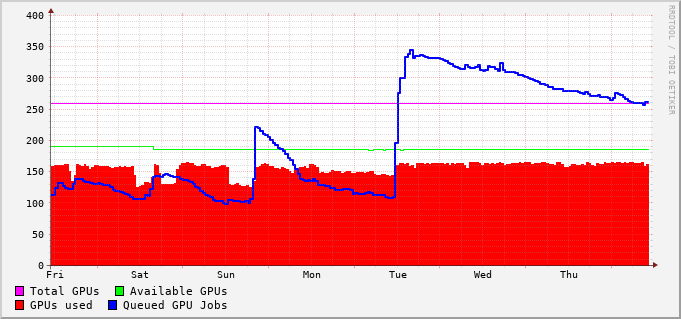 400
350
300
250
200
150
100
50
0
Fri Sat Sun Mon Tue Wed Thu
Total GPUs Available GPUs
GPUs used Queued GPU Jobs
RRDTOOL / TOBI OETIKER